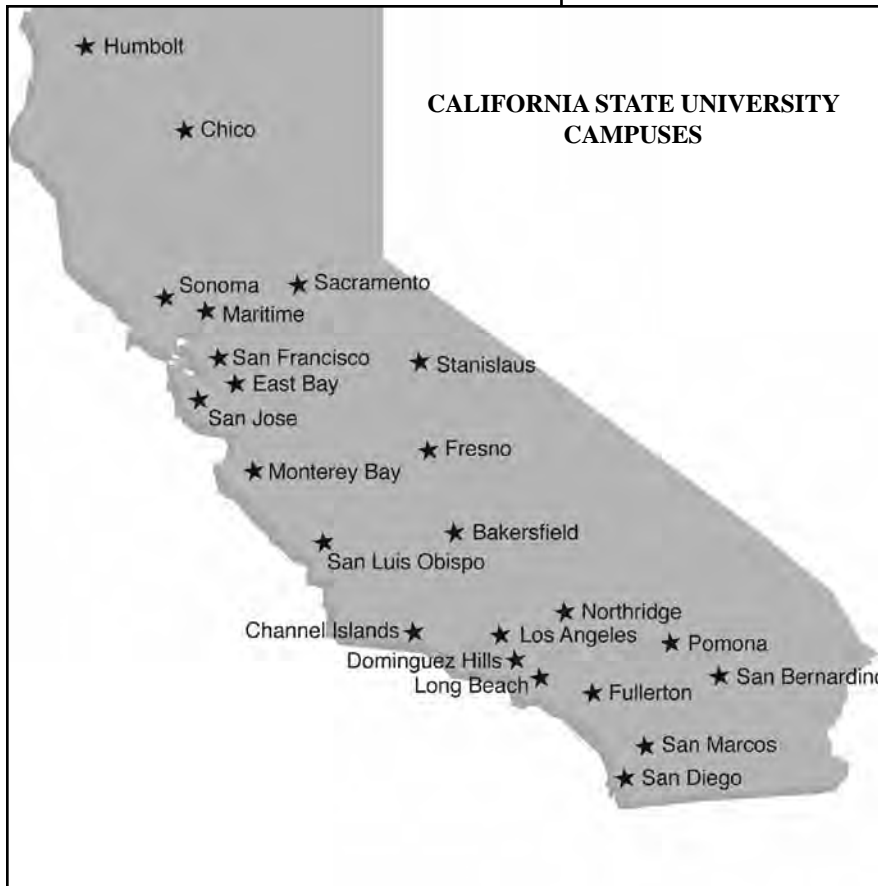 Humbolt
CALIFORNIA STATE UNIVERSITY
CAMPUSES
Chico
Sonoma
Sacramento
Maritime
San Francisco
Stanislaus
East Bay
San Jose
Fresno
Monterey Bay
Bakersfield
San Luis Obispo
Northridge
Channel Islands
Los Angeles
Pomona
Dominguez Hills
Long Beach
San Bernardino
Fullerton
San Marcos
San Diego